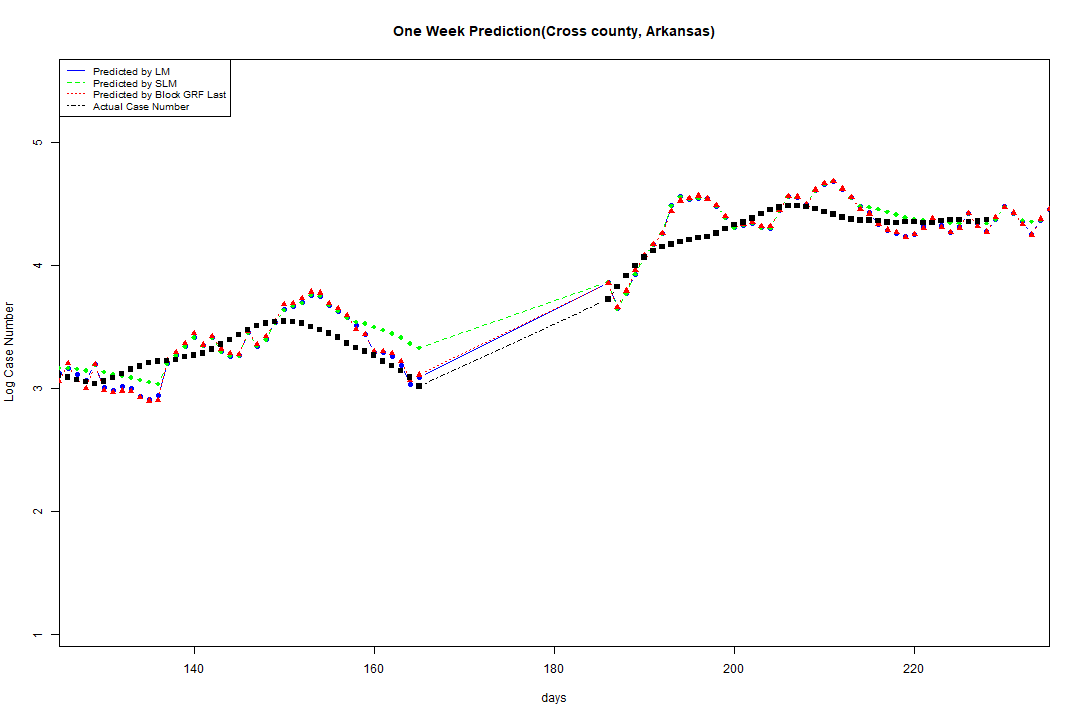 One Week Prediction(Cross county, Arkansas)
Predicted by LM
Predicted by SLM
Predicted by Block GRF Last
Actual Case Number
5
4
3
2
1
Log Case Number
140 160 180 200 220
days